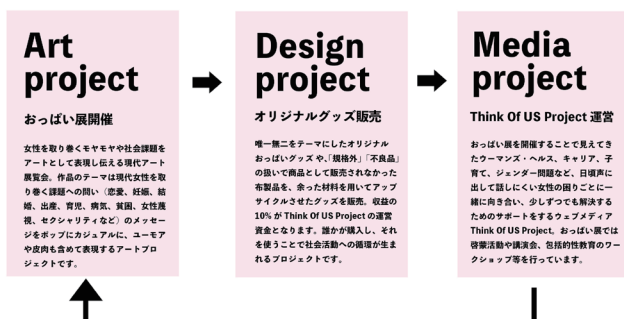 Art
project
おっぱい展開催
女性を取り巻くモヤモヤや社会課題を
アートとして表現し伝える現代アート
展覧会。作品のテーマは現代女性を取
り巻く課題への問い（恋愛、妊娠、結
婚、出産、育児、病気、貧困、女性蔑
視、セクシャリティなど）のメッセー
ジをポップにカジュアルに、ユーモア
や皮肉も含めて表現するアートプロ
ジェクトです。
Design
project
オリジナルグッズ販売
唯一無二をテーマにしたオリジナル
おっぱいグッズや、「規格外」「不良品」
の扱いで商品として販売されなかった
布製品を、余った材料を用いてアップ
サイクルさせたグッズを販売。収益の
10% が Think Of US Project の運営
資金となります。誰かが購入し、それ
を使うことで社会活動への循環が生ま
れるプロジェクトです。
Media
project
Think Of US Project 運営
おっぱい展を開催することで見えてき
たウーマンズ・ヘルス、キャリア、子
育て、ジェンダー問題など、日頃声に
出して話しにくい女性の困りごとに一
緒に向き合い、少しずつでも解決する
ためのサポートをするウェブメディア
Think Of US Project。おっぱい展では
啓蒙活動や講演会、包括的性教育のワー
クショップ等を行っています。